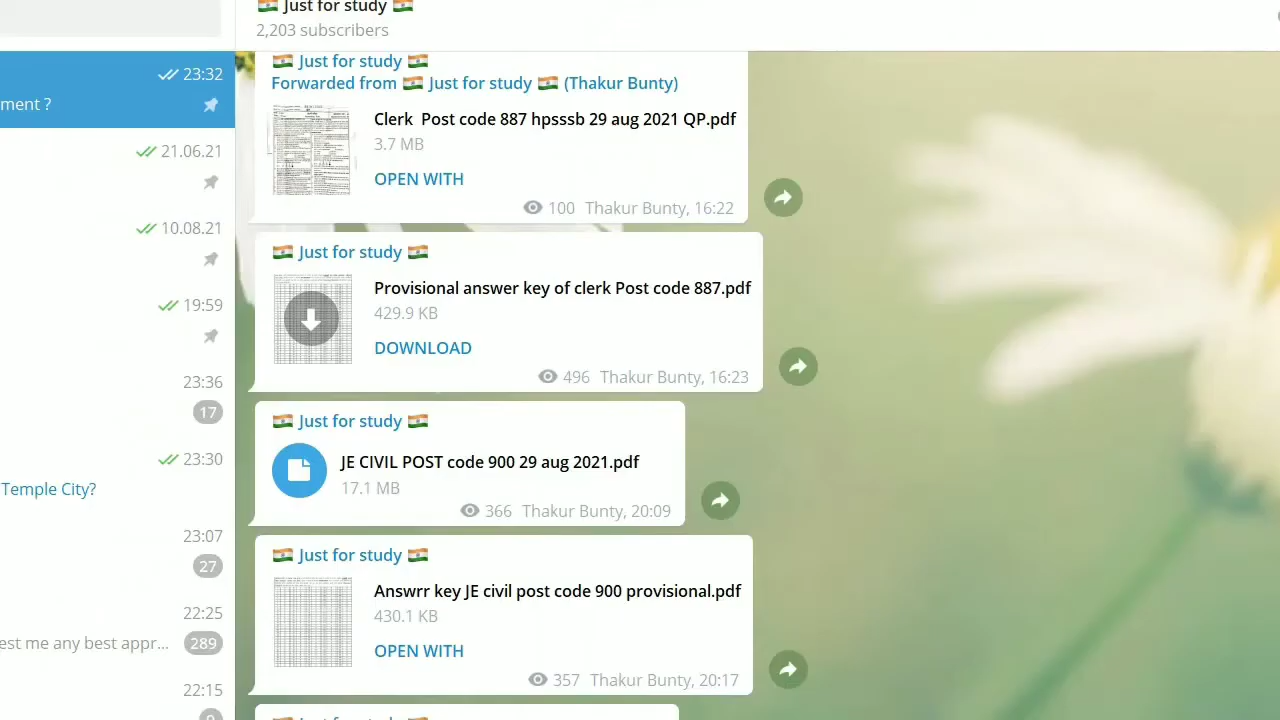 Just for study
2,203 subscribers
23:32
ment ?
21.06.21
10.08.21
19:59
23:36
17
23:30
Temple City?
23:07
27
22:25
est me any best appr...
289
22:15
Just for study
Forwarded from Just for study (Thakur Bunty)
Clerk Post code 887 hpsssb 29 aug 2021 QP.pdf
3.7 MB
OPEN WITH
100 Thakur Bunty, 16:22
Just for study
Provisional answer key of clerk Post code 887.pdf
429.9 KB
DOWNLOAD
496 Thakur Bunty, 16:23
Just for study
JE CIVIL POST code 900 29 aug 2021.pdf
17.1 MB
366 Thakur Bunty, 20:09
Just for study
Answrr key JE civil post code 900 provisional.pdf
430.1 KB
OPEN WITH
357 Thakur Bunty, 20:17